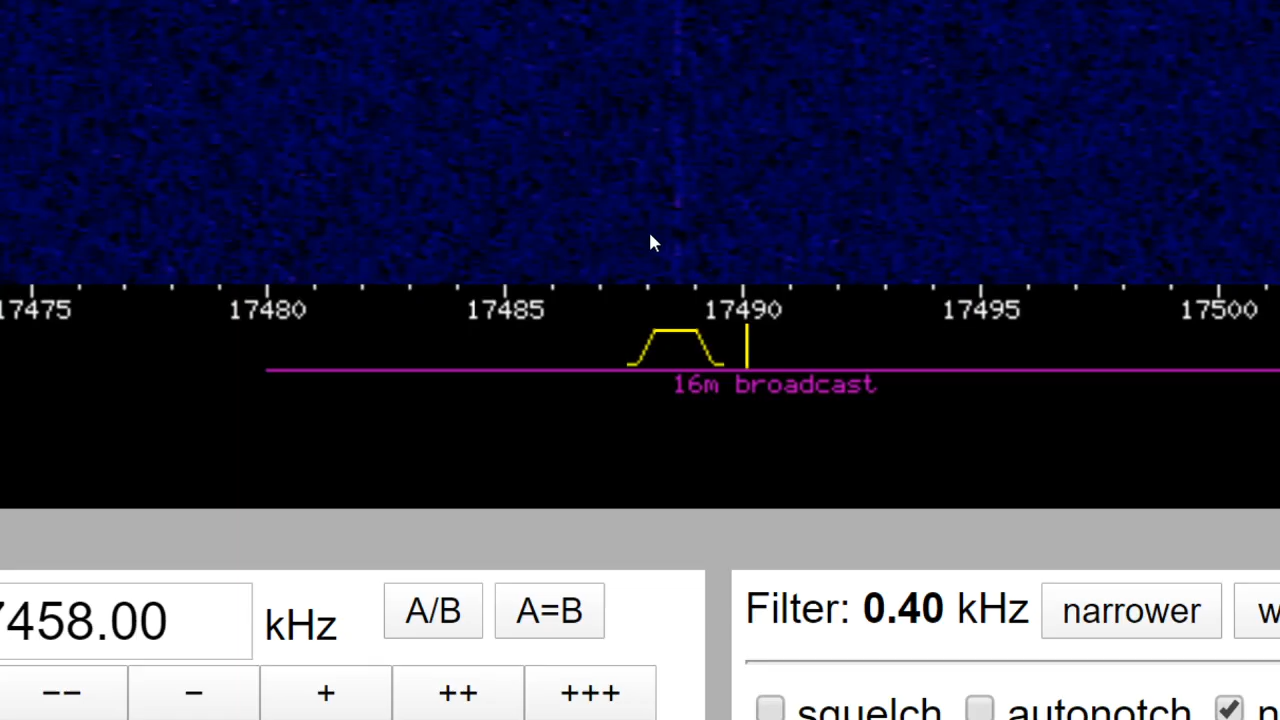 17475 17480 17485 17490 17495 17500
16m broadcast
7458.00 kHz A/B A=B Filter: 0.40 kHz narrower w
-- - + ++ +++
squelch autonotch n